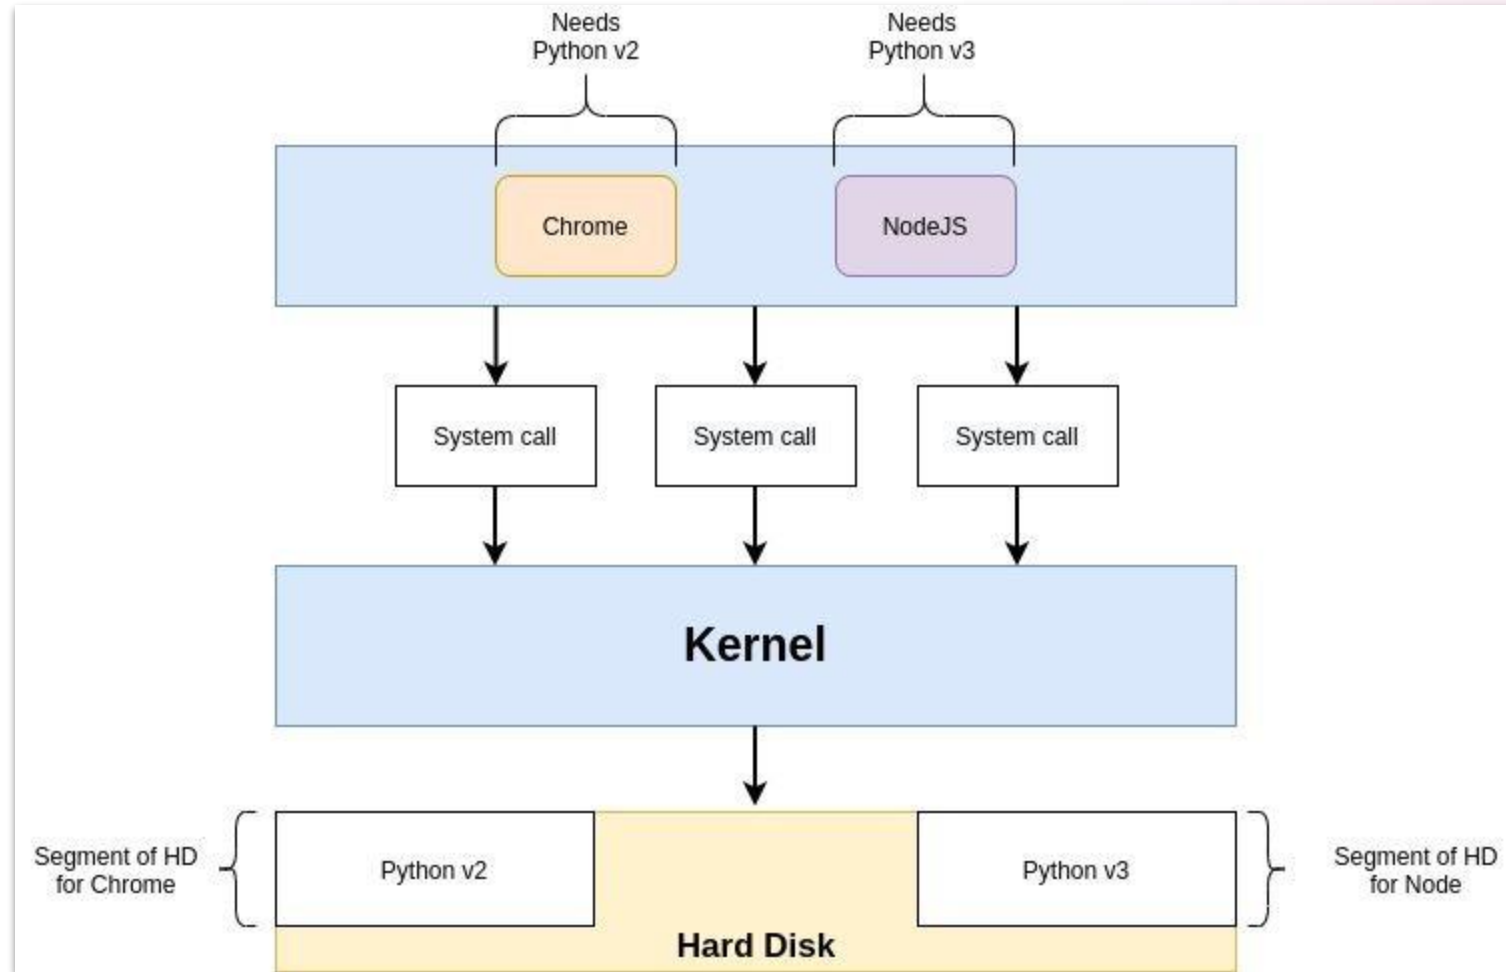 Needs
Python v2
Needs
Python v3
Chrome
NodeJS
System call
System call
System call
Kernel
Segment of HD
for Chrome
Python v2
Python v3
Segment of HD
for Node
Hard Disk